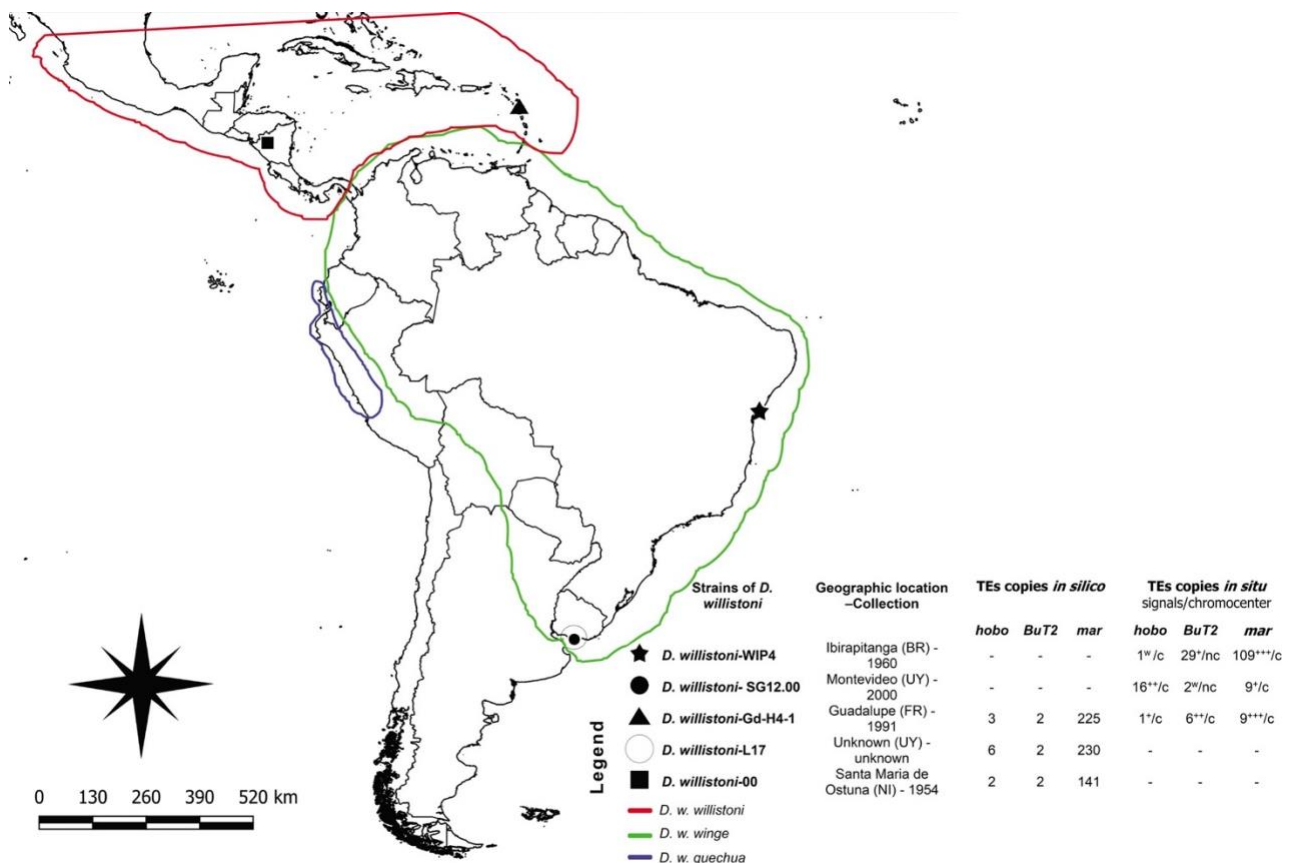 Strains of D. willistoni
Geographic location –Collection
TEs copies in silico
TEs copies in situ
signals/chromocenter
hobo BuT2 mar hobo BuT2 mar
D. willistoni-WIP4 Ibirapitanga (BR) - 1960 - - - 1ʷ/c 29⁺/nc 109⁺⁺⁺/c
D. willistoni- SG12.00 Montevideo (UY) - 2000 - - - 16⁺⁺/c 2ʷ/nc 9⁺/c
D. willistoni-Gd-H4-1 Guadalupe (FR) - 1991 3 2 225 1⁺/c 6⁺⁺/c 9⁺⁺⁺/c
D. willistoni-L17 Unknown (UY) - unknown 6 2 230 - - -
D. willistoni-00 Santa Maria de Ostuna (NI) - 1954 2 2 141 - - -
D. w. willistoni
D. w. winge
D. w. quechua
Legend
0 130 260 390 520 km